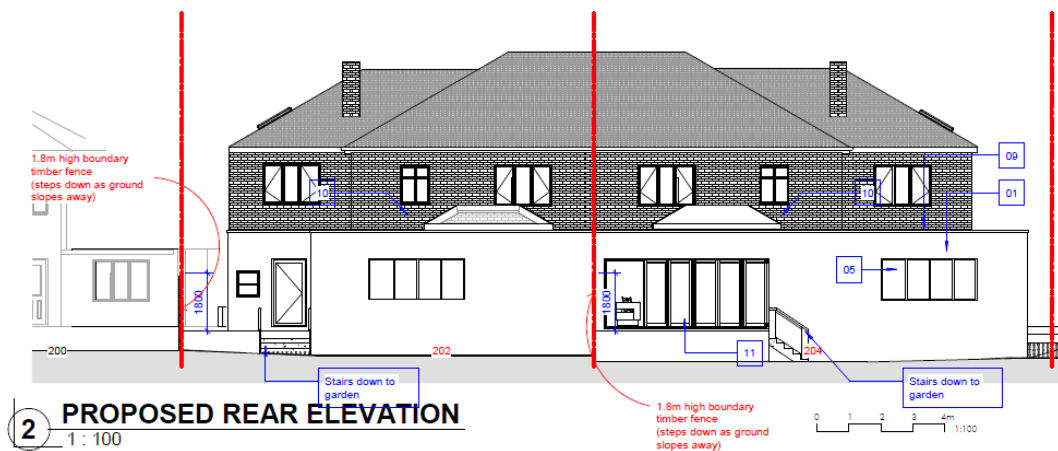 09
1.8m high boundary
timber fence
(steps down as ground
slopes away)
10
10
01
05
1800
1800
200
202
204
11
Stairs down to
garden
Stairs down to
garden
1.8m high boundary
timber fence
(steps down as ground
slopes away)
2
PROPOSED REAR ELEVATION
1 : 100
0 1 2 3 4m
1:100